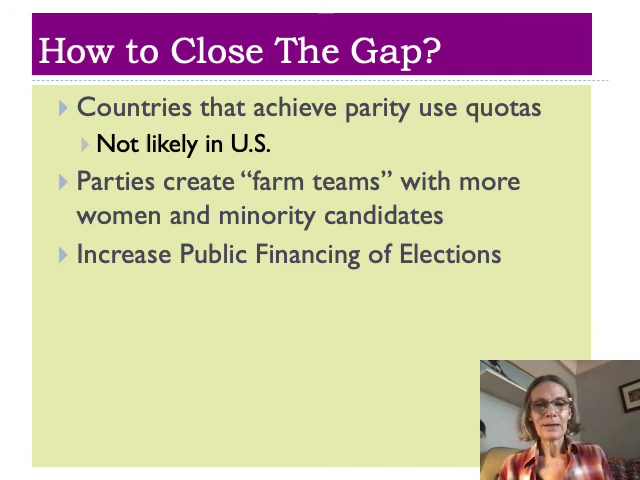 How to Close The Gap?
Countries that achieve parity use quotas
Not likely in U.S.
Parties create “farm teams” with more
women and minority candidates
Increase Public Financing of Elections